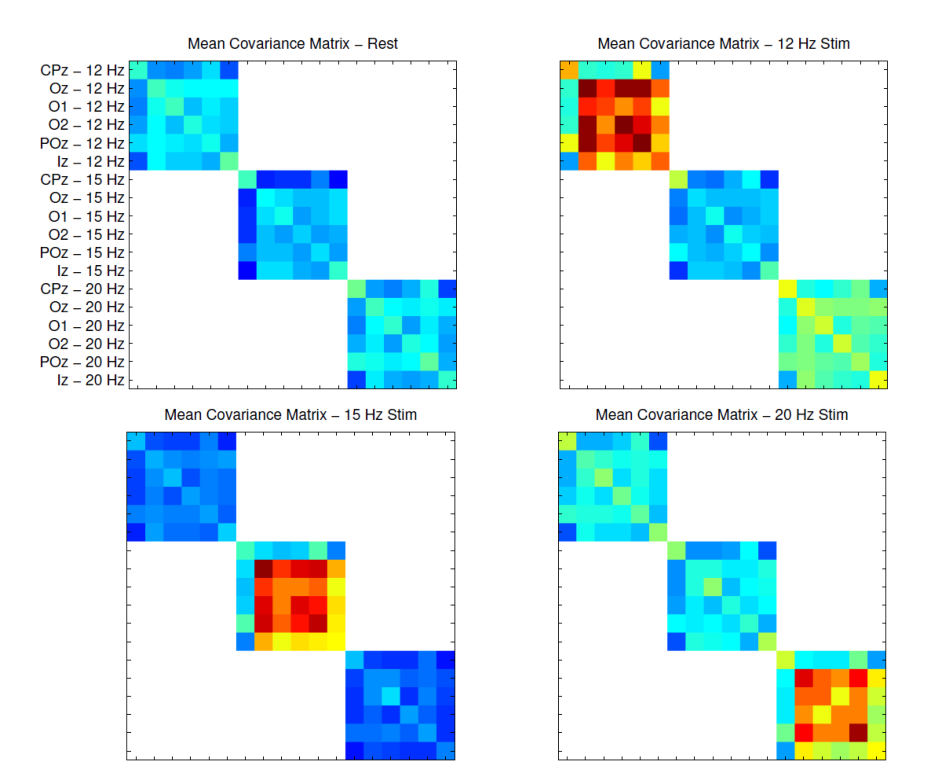 Mean Covariance Matrix – Rest
Mean Covariance Matrix – 12 Hz Stim
CPz – 12 Hz
Oz – 12 Hz
O1 – 12 Hz
O2 – 12 Hz
POz – 12 Hz
Iz – 12 Hz
CPz – 15 Hz
Oz – 15 Hz
O1 – 15 Hz
O2 – 15 Hz
POz – 15 Hz
Iz – 15 Hz
CPz – 20 Hz
Oz – 20 Hz
O1 – 20 Hz
O2 – 20 Hz
POz – 20 Hz
Iz – 20 Hz
Mean Covariance Matrix – 15 Hz Stim
Mean Covariance Matrix – 20 Hz Stim